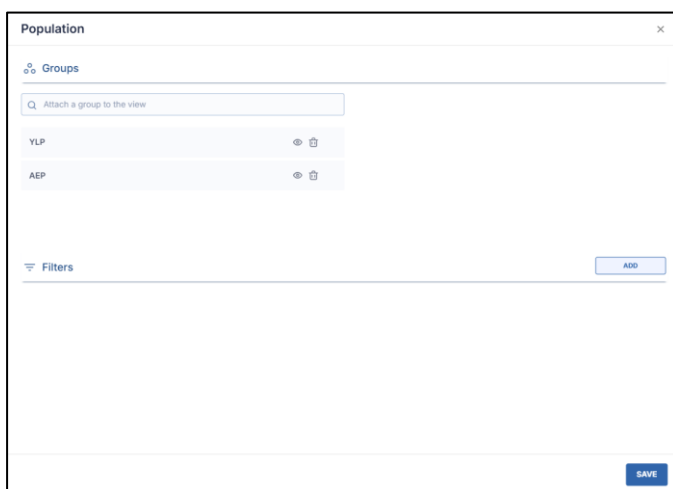 Population
Groups
Attach a group to the view
YLP
AEP
Filters
ADD
SAVE